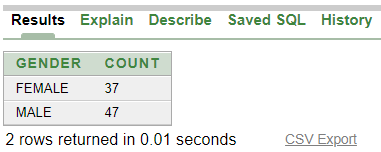 Results Explain Describe Saved SQL History
GENDER COUNT
FEMALE 37
MALE 47
2 rows returned in 0.01 seconds CSV Export